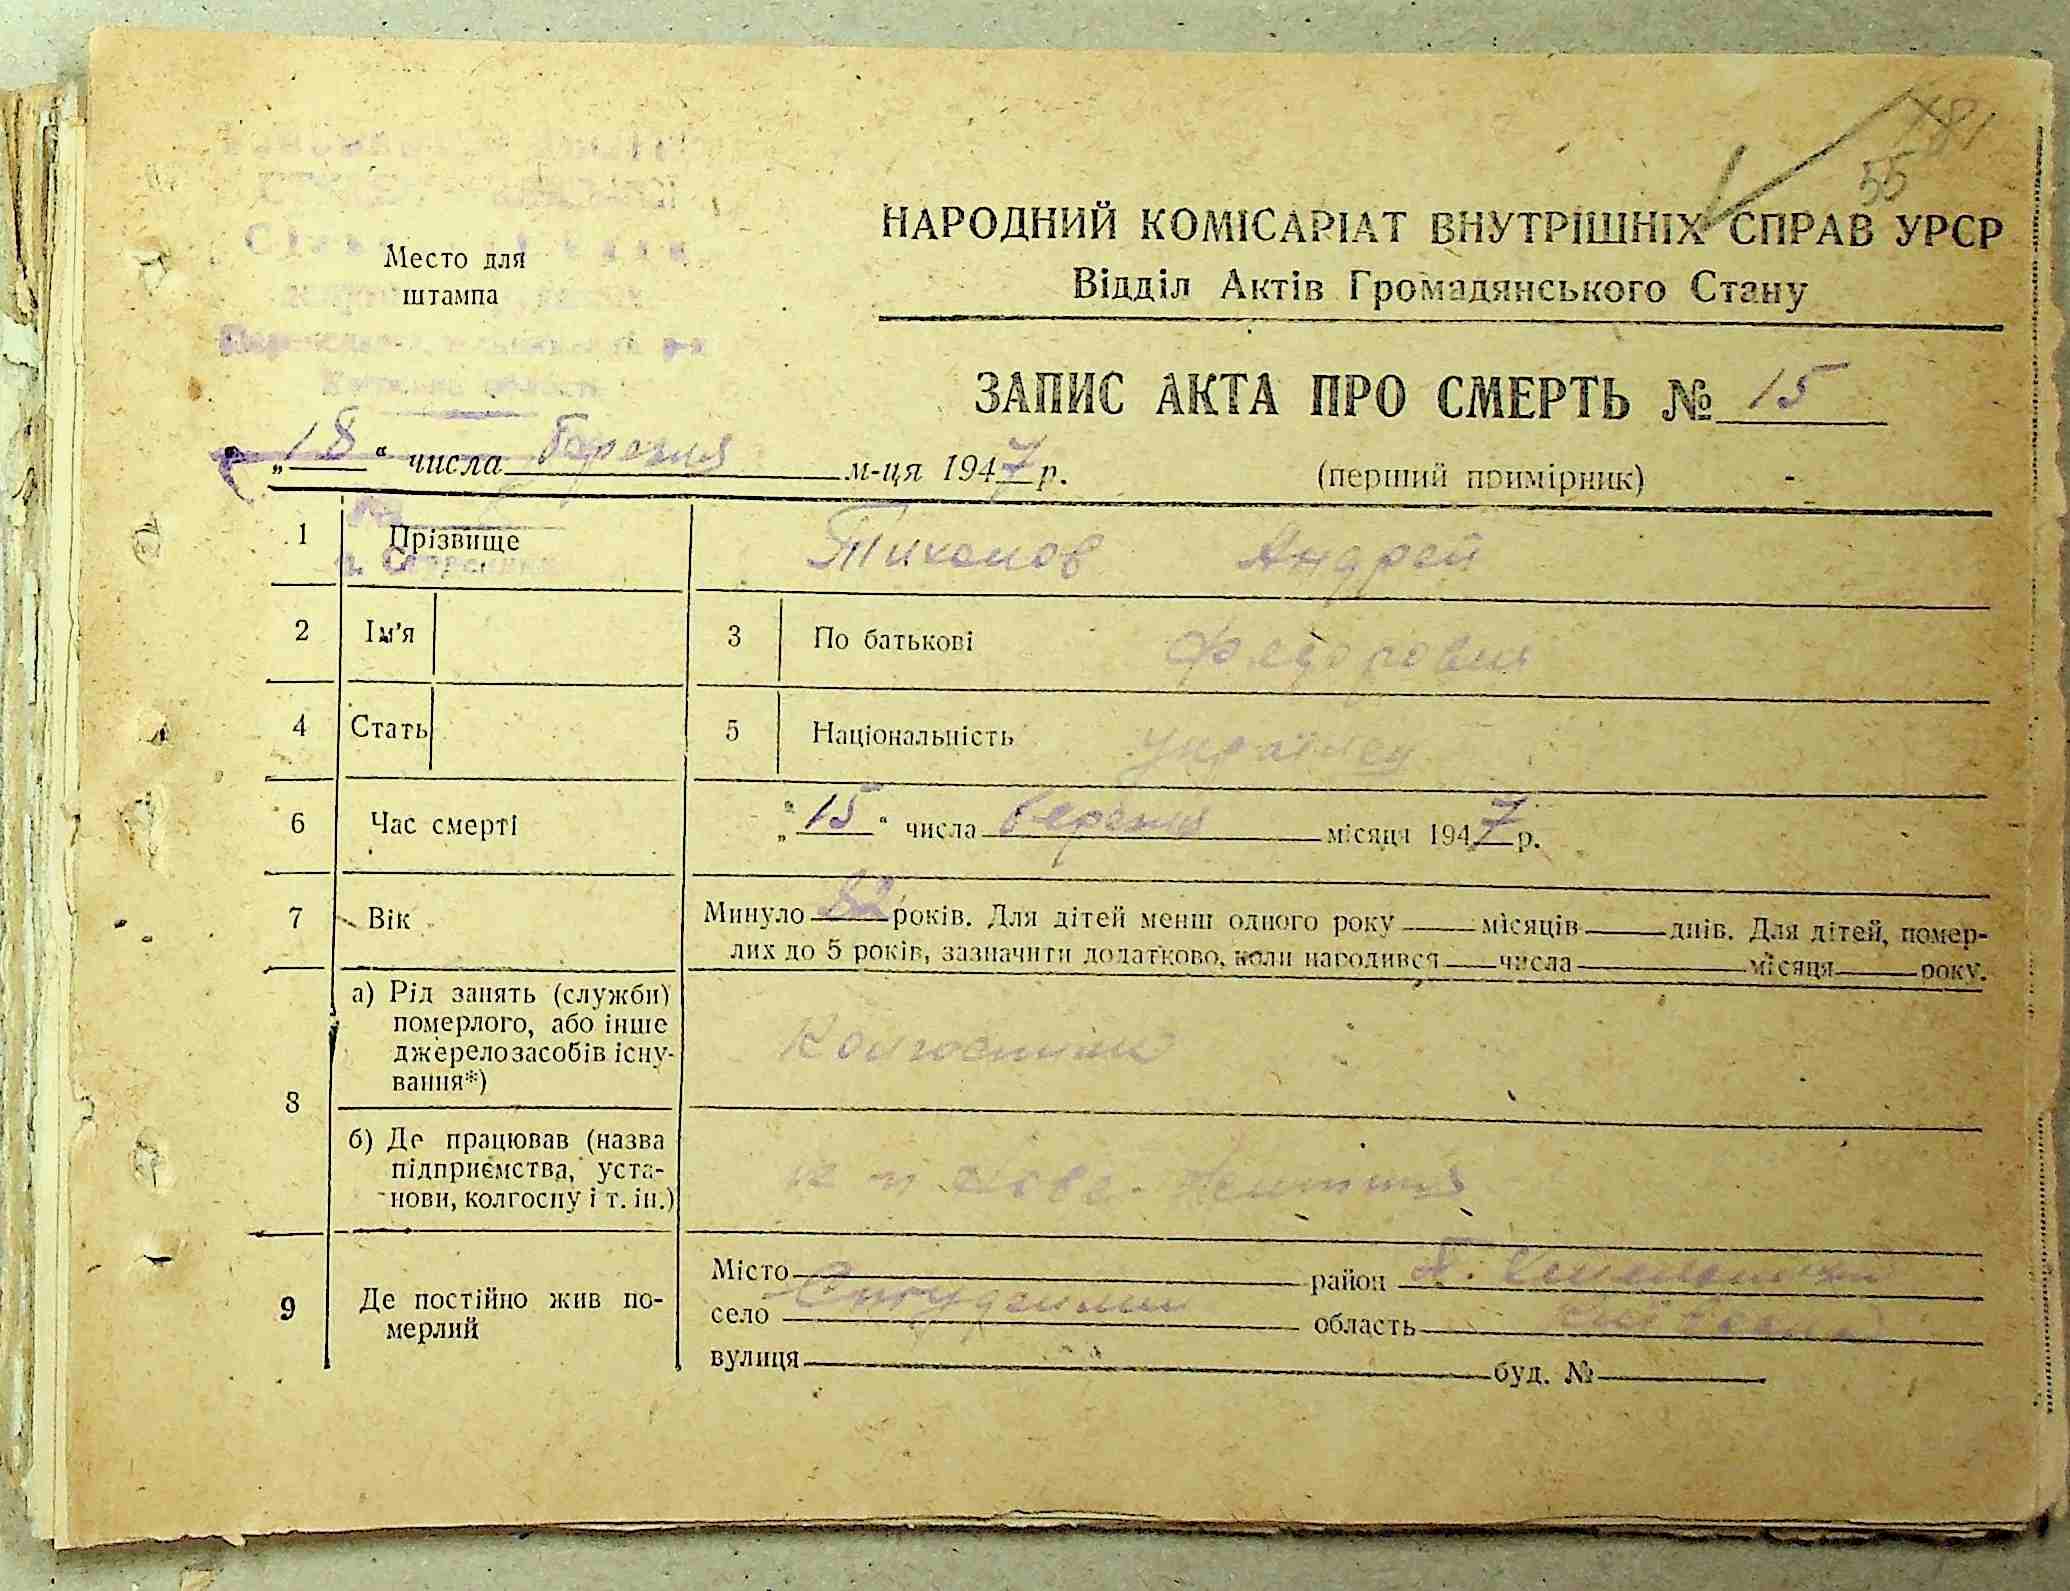 181
55
НАРОДНИЙ КОМІСАРІАТ ВНУТРІШНІХ СПРАВ УРСР
Відділ Актів Громадянського Стану
Место для
штампа
ЗАПИС АКТА ПРО СМЕРТЬ № 15
„18“ числа березня м-ця 1947 р.
(перший примірник)
1 Прізвище Тихонов Андрей
2 Ім'я 3 По батькові Федорович
4 Стать 5 Національність українец
6 Час смерті „15“ числа березня місяця 1947 р.
7 Вік Минуло 82 років. Для дітей менш одного року місяців днів. Для дітей, помер-
лих до 5 років, зазначити додатково, коли народився числа місяця року.
8 а) Рід занять (служби) померлого, або інше джерело засобів існу-вання*) Колгоспник
б) Де працював (назва підприємства, уста-нови, колгоспу і т. ін.)
9 Де постійно жив по-мерлий
Місто район
село Студеники область Київська
вулиця буд. №